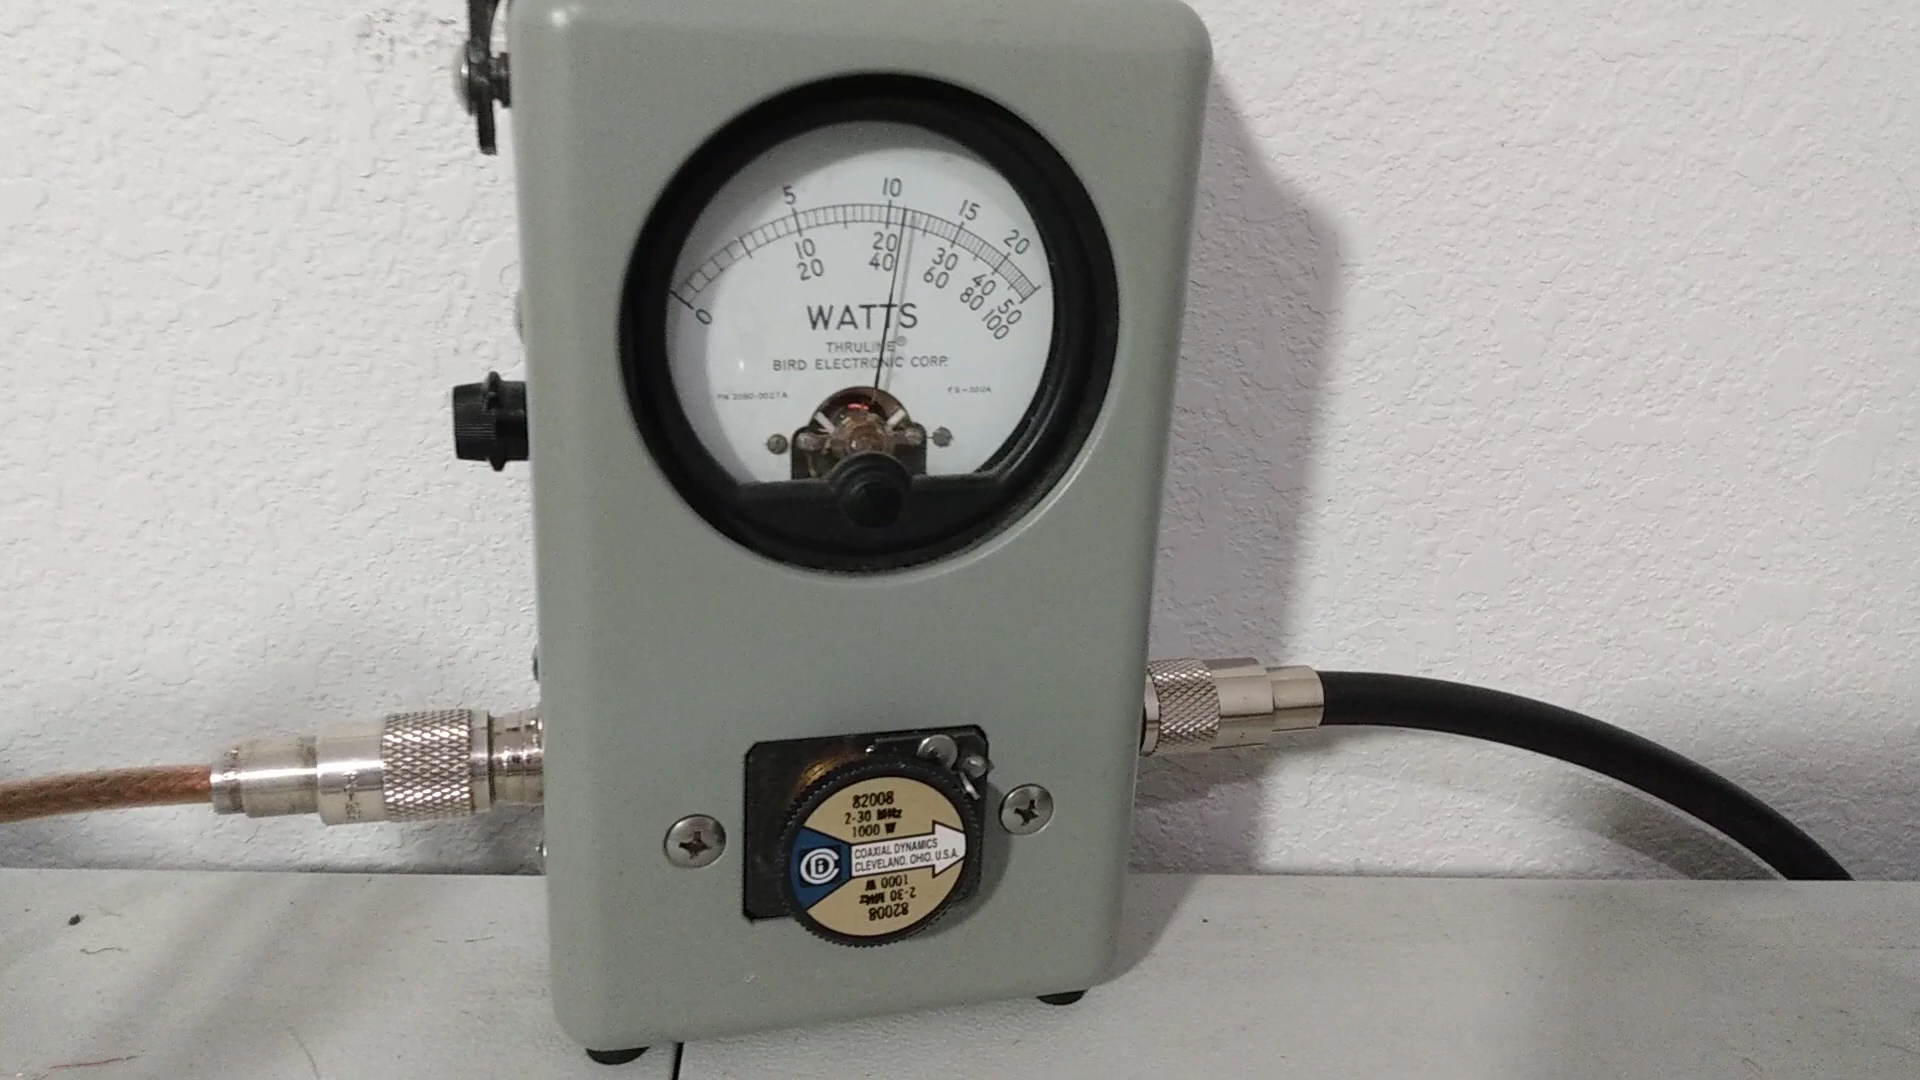 5 10 15 20
0 10 20 30 40 50
20 40 60 80 100
WATTS
THRULINE®
BIRD ELECTRONIC CORP.
82008
2-30 MHz
1000 W
CD
COAXIAL DYNAMICS
CLEVELAND, OHIO, U.S.A.
1000 W
2-30 MHz
82008